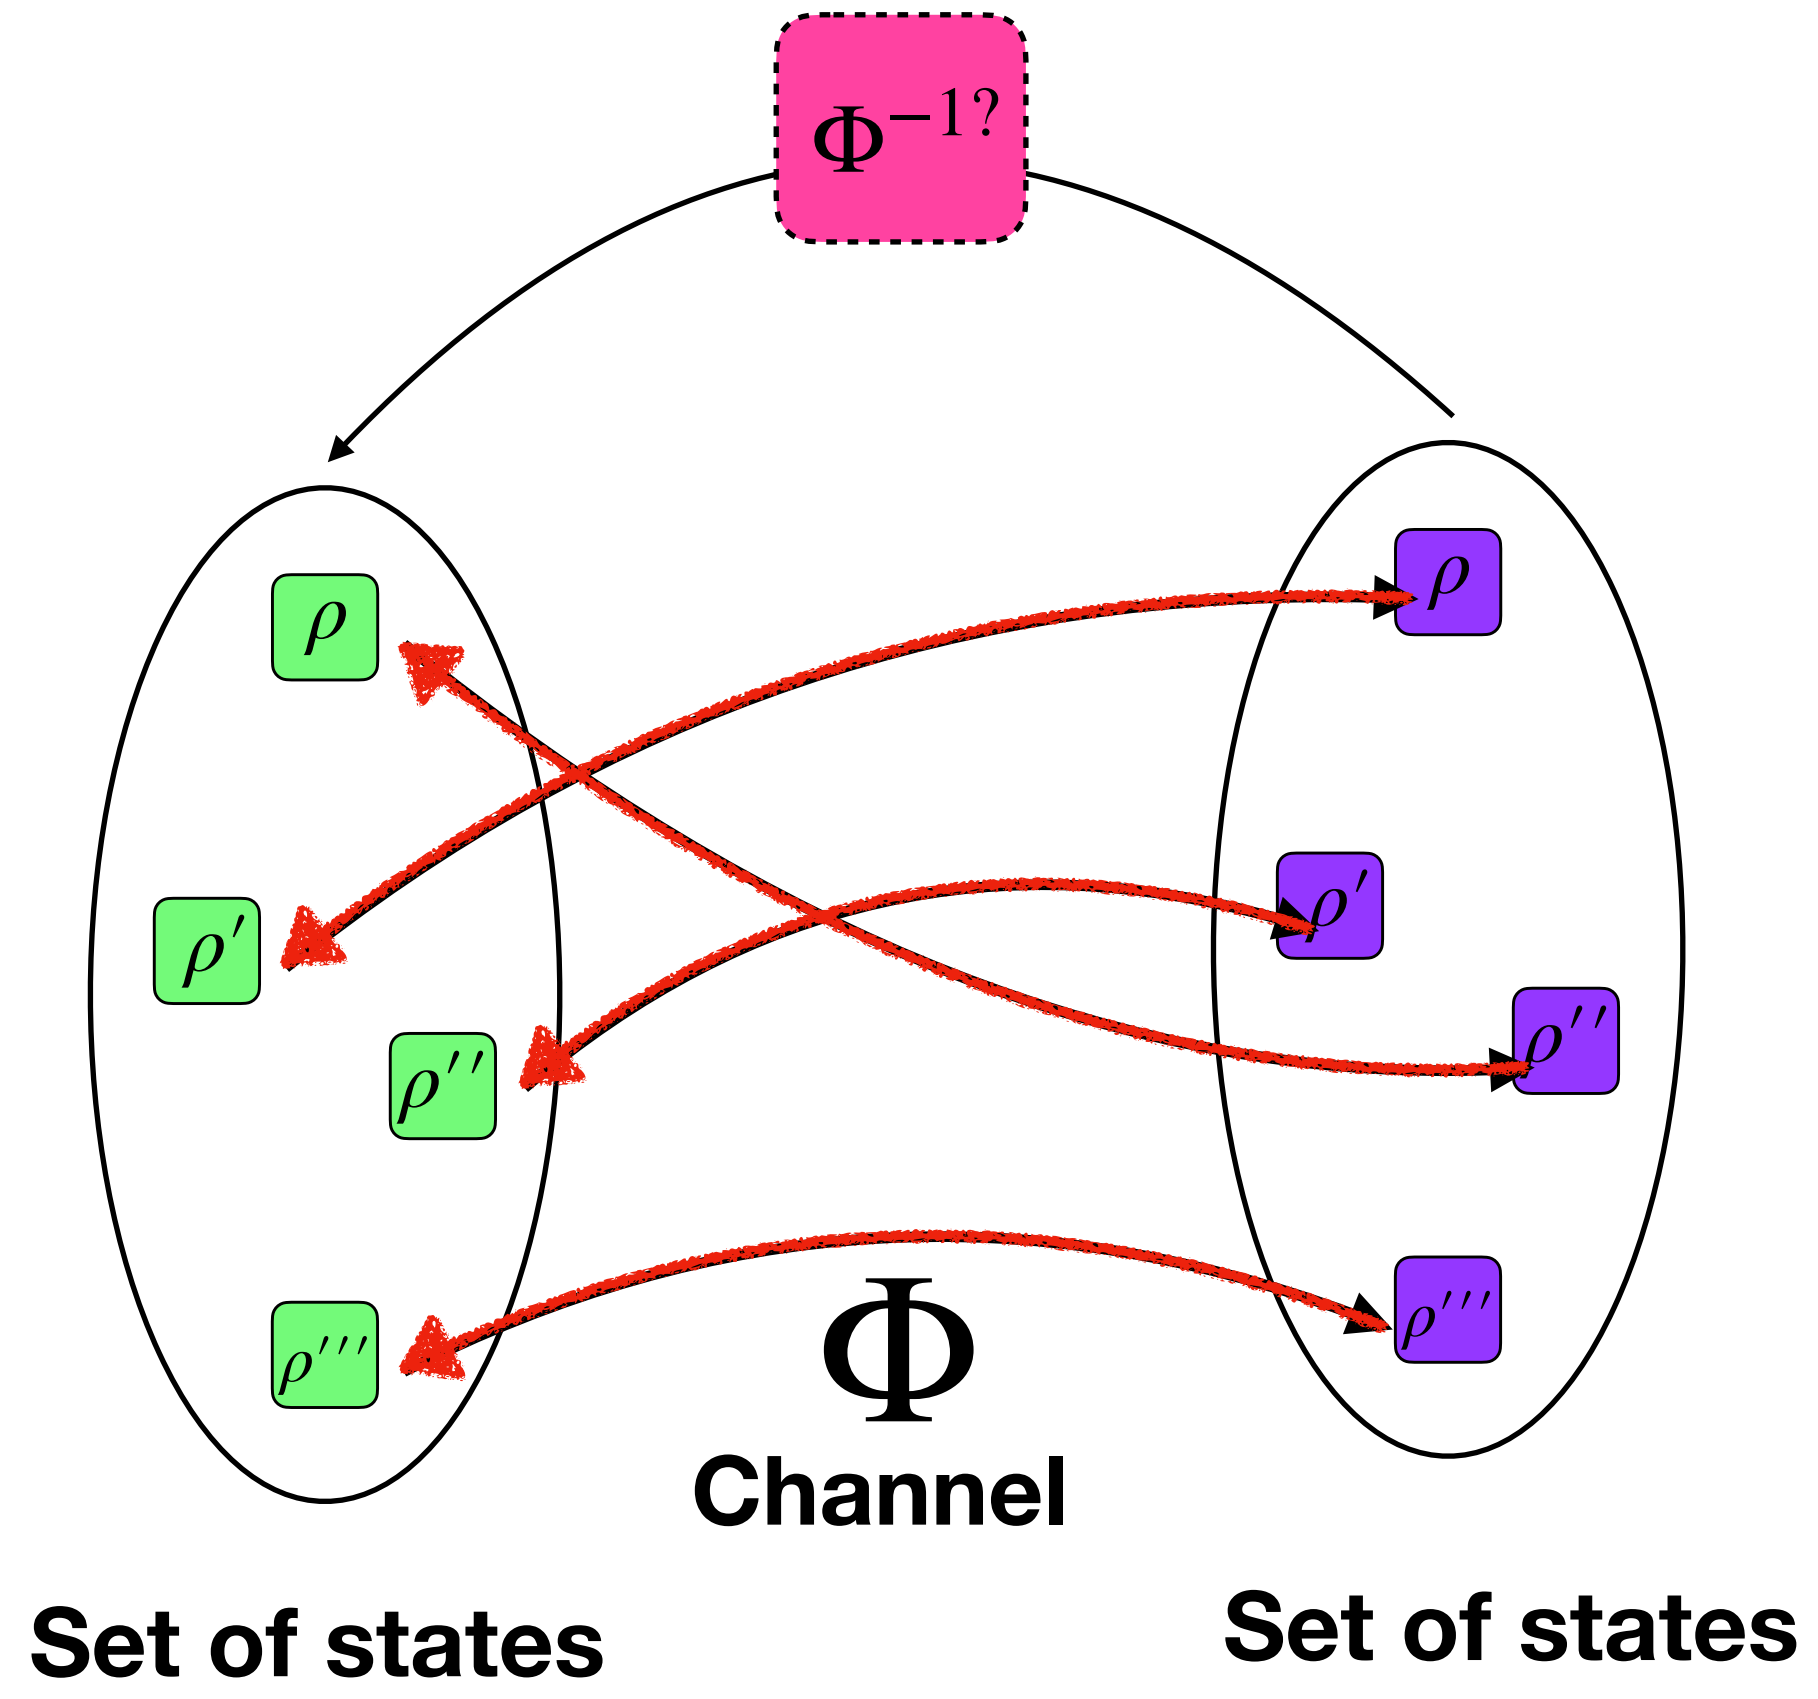 Φ⁻¹?
ρ
ρ
ρ′
ρ′
ρ′′
ρ′′
ρ′′′
ρ′′′
Φ
Channel
Set of states
Set of states